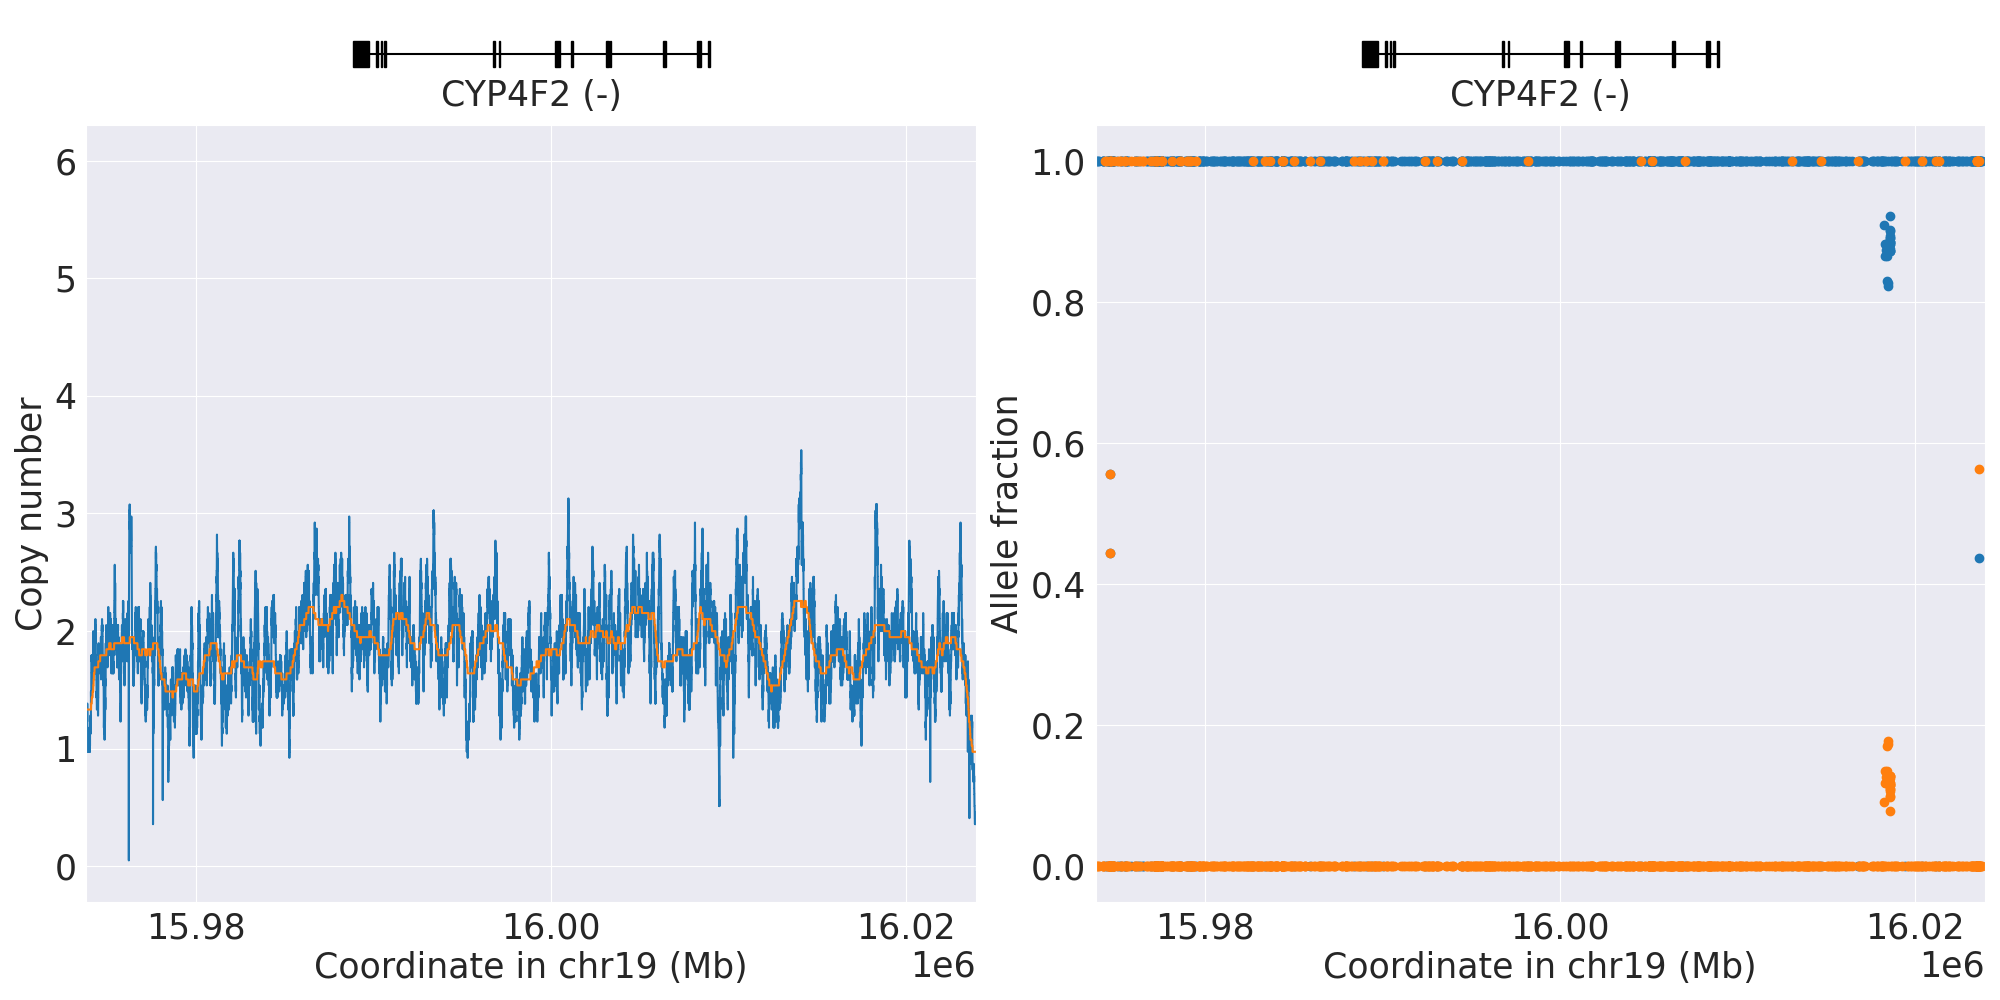 CYP4F2 (-)
6
5
4
3
2
1
0
Copy number
15.98 16.00 16.02
Coordinate in chr19 (Mb) 1e6
CYP4F2 (-)
1.0
0.8
0.6
0.4
0.2
0.0
Allele fraction
15.98 16.00 16.02
Coordinate in chr19 (Mb) 1e6